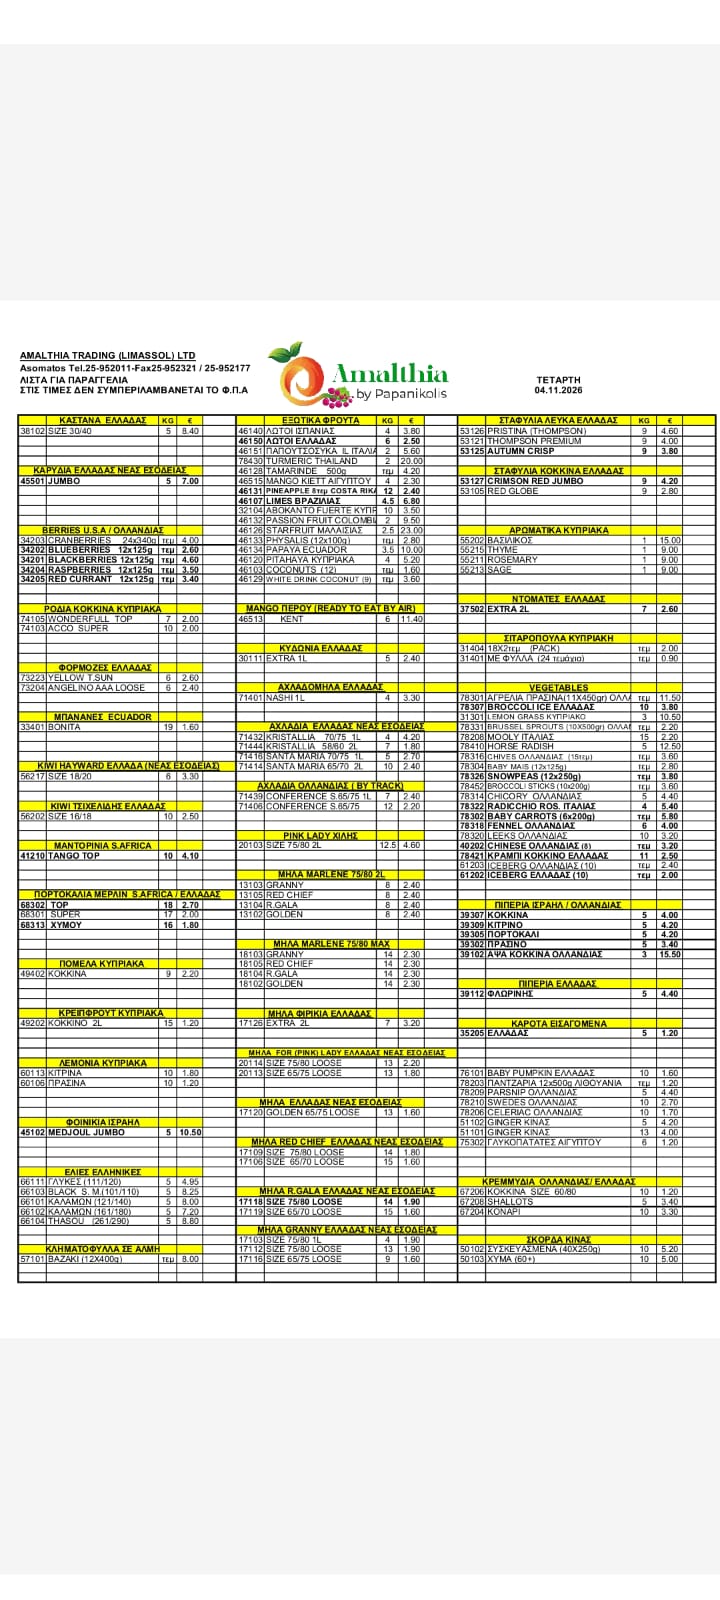 AMALTHIA TRADING (LIMASSOL) LTD
Asomatos Tel.25-952011-Fax25-952321 / 25-952177
ΛΙΣΤΑ ΓΙΑ ΠΑΡΑΓΓΕΛΙΑ
ΣΤΙΣ ΤΙΜΕΣ ΔΕΝ ΣΥΜΠΕΡΙΛΑΜΒΑΝΕΤΑΙ ΤΟ Φ.Π.Α
Amalthia
by Papanikolis
ΤΕΤΑΡΤΗ
04.11.2026
ΚΑΣΤΑΝΑ ΕΛΛΑΔΑΣ KG €
38102 SIZE 30/40 5 8.40
ΚΑΡΥΔΙΑ ΕΛΛΑΔΑΣ ΝΕΑΣ ΕΣΟΔΕΙΑΣ
45501 JUMBO 5 7.00
BERRIES U.S.A / ΟΛΛΑΝΔΙΑΣ
34203 CRANBERRIES 24x340g τεμ 4.00
34202 BLUEBERRIES 12x125g τεμ 2.60
34201 BLACKBERRIES 12x125g τεμ 4.60
34204 RASPBERRIES 12x125g τεμ 3.50
34205 RED CURRANT 12x125g τεμ 3.40
ΡΟΔΙΑ ΚΟΚΚΙΝΑ ΚΥΠΡΙΑΚΑ
74105 WONDERFULL TOP 7 2.00
74103 ACCO SUPER 10 2.00
ΦΟΡΜΟΖΕΣ ΕΛΛΑΔΑΣ
73223 YELLOW T.SUN 6 2.60
73204 ANGELINO AAA LOOSE 6 2.40
ΜΠΑΝΑΝΕΣ ECUADOR
33401 BONITA 19 1.60
KIWI HAYWARD ΕΛΛΑΔΑ (ΝΕΑΣ ΕΣΟΔΕΙΑΣ)
56217 SIZE 18/20 6 3.30
KIWI ΤΣΙΧΕΛΙΔΗΣ ΕΛΛΑΔΑΣ
56202 SIZE 16/18 10 2.50
ΜΑΝΤΟΡΙΝΙΑ S.AFRICA
41210 TANGO TOP 10 4.10
ΠΟΡΤΟΚΑΛΙΑ ΜΕΡΛΙΝ S.AFRICA / ΕΛΛΑΔΑΣ
68302 TOP 18 2.70
68301 SUPER 17 2.00
68313 ΧΥΜΟΥ 16 1.80
ΠΟΜΕΛΑ ΚΥΠΡΙΑΚΑ
49402 ΚΟΚΚΙΝΑ 9 2.20
ΚΡΕΙΠΦΡΟΥΤ ΚΥΠΡΙΑΚΑ
49202 ΚΟΚΚΙΝΟ 2L 15 1.20
ΛΕΜΟΝΙΑ ΚΥΠΡΙΑΚΑ
60113 ΚΙΤΡΙΝΑ 10 1.80
60106 ΠΡΑΣΙΝΑ 10 1.20
ΦΟΙΝΙΚΙΑ ΙΣΡΑΗΛ
45102 MEDJOUL JUMBO 5 10.50
ΕΛΙΕΣ ΕΛΛΗΝΙΚΕΣ
66111 ΓΛΥΚΕΣ (111/120) 5 4.95
66103 BLACK S. M.(101/110) 5 8.25
66101 ΚΑΛΑΜΩΝ (121/140) 5 8.00
66102 ΚΑΛΑΜΩΝ (161/180) 5 7.20
66104 THASOU (261/290) 5 8.80
ΚΛΗΜΑΤΟΦΥΛΛΑ ΣΕ ΑΛΜΗ
57101 ΒΑΖΑΚΙ (12X400g) τεμ 8.00
ΕΞΩΤΙΚΑ ΦΡΟΥΤΑ KG €
46140 ΛΩΤΟΙ ΙΣΠΑΝΙΑΣ 4 3.80
46150 ΛΩΤΟΙ ΕΛΛΑΔΑΣ 6 2.50
46151 ΠΑΠΟΥΤΣΟΣΥΚΑ IL ΙΤΑΛΙΑ 2 5.60
78430 TURMERIC THAILAND 2 20.00
46128 TAMARINDE 500g τεμ 4.20
46515 MANGO KIETT ΑΙΓΥΠΤΟΥ 4 2.30
46131 PINEAPPLE 8τεμ COSTA RIKA 12 2.40
46107 LIMES ΒΡΑΖΙΛΙΑΣ 4.5 6.80
32104 ΑΒΟΚΑΝΤΟ FUERTE ΚΥΠΡ 10 3.50
46132 PASSION FRUIT COLOMBI 2 9.50
46126 STARFRUIT ΜΑΛΑΙΣΙΑΣ 2.5 23.00
46133 PHYSALIS (12x100g) τεμ 2.80
46134 PAPAYA ECUADOR 3.5 10.00
46120 PITAHAYA ΚΥΠΡΙΑΚΑ 4 5.20
46103 COCONUTS (12) τεμ 1.60
46129 WHITE DRINK COCONUT (9) τεμ 3.60
MANGO ΠΕΡΟΥ (READY TO EAT BY AIR)
46513 KENT 6 11.40
ΚΥΔΩΝΙΑ ΕΛΛΑΔΑΣ
30111 EXTRA 1L 5 2.40
ΑΧΛΑΔΟΜΗΛΑ ΕΛΛΑΔΑΣ
71401 NASHI 1L 4 3.30
ΑΧΛΑΔΙΑ ΕΛΛΑΔΑΣ ΝΕΑΣ ΕΣΟΔΕΙΑΣ
71432 KRISTALLIA 70/75 1L 4 4.20
71444 KRISTALLIA 58/60 2L 7 1.80
71416 SANTA MARIA 70/75 1L 5 2.70
71414 SANTA MARIA 65/70 2L 10 2.40
ΑΧΛΑΔΙΑ ΟΛΛΑΝΔΙΑΣ ( BY TRACK)
71439 CONFERENCE S.65/75 1L 7 2.40
71406 CONFERENCE S.65/75 12 2.20
PINK LADY ΧΙΛΗΣ
20103 SIZE 75/80 2L 12.5 4.60
ΜΗΛΑ MARLENE 75/80 2L
13103 GRANNY 8 2.40
13105 RED CHIEF 8 2.40
13104 R.GALA 8 2.40
13102 GOLDEN 8 2.40
ΜΗΛΑ MARLENE 75/80 MAX
18103 GRANNY 14 2.30
18105 RED CHIEF 14 2.30
18104 R.GALA 14 2.30
18102 GOLDEN 14 2.30
ΜΗΛΑ ΦΙΡΙΚΙΑ ΕΛΛΑΔΑΣ
17126 EXTRA 2L 7 3.20
ΜΗΛΑ FOR (PINK) LADY ΕΛΛΑΔΑΣ ΝΕΑΣ ΕΣΟΔΕΙΑΣ
20114 SIZE 75/80 LOOSE 13 2.20
20113 SIZE 65/75 LOOSE 13 1.80
ΜΗΛΑ ΕΛΛΑΔΑΣ ΝΕΑΣ ΕΣΟΔΕΙΑΣ
17120 GOLDEN 65/75 LOOSE 13 1.60
ΜΗΛΑ RED CHIEF ΕΛΛΑΔΑΣ ΝΕΑΣ ΕΣΟΔΕΙΑΣ
17109 SIZE 75/80 LOOSE 14 1.80
17106 SIZE 65/70 LOOSE 15 1.60
ΜΗΛΑ R.GALA ΕΛΛΑΔΑΣ ΝΕΑΣ ΕΣΟΔΕΙΑΣ
17118 SIZE 75/80 LOOSE 14 1.90
17119 SIZE 65/70 LOOSE 15 1.60
ΜΗΛΑ GRANNY ΕΛΛΑΔΑΣ ΝΕΑΣ ΕΣΟΔΕΙΑΣ
17103 SIZE 75/80 1L 4 1.90
17112 SIZE 75/80 LOOSE 13 1.90
17116 SIZE 65/75 LOOSE 9 1.60
ΣΤΑΦΥΛΙΑ ΛΕΥΚΑ ΕΛΛΑΔΑΣ KG €
53126 PRISTINA (THOMPSON) 9 4.60
53121 THOMPSON PREMIUM 9 4.00
53125 AUTUMN CRISP 9 3.80
ΣΤΑΦΥΛΙΑ ΚΟΚΚΙΝΑ ΕΛΛΑΔΑΣ
53127 CRIMSON RED JUMBO 9 4.20
53105 RED GLOBE 9 2.80
ΑΡΩΜΑΤΙΚΑ ΚΥΠΡΙΑΚΑ
55202 ΒΑΣΙΛΙΚΟΣ 1 15.00
55215 THYME 1 9.00
55211 ROSEMARY 1 9.00
55213 SAGE 1 9.00
ΝΤΟΜΑΤΕΣ ΕΛΛΑΔΑΣ
37502 EXTRA 2L 7 2.60
ΣΙΤΑΡΟΠΟΥΛΑ ΚΥΠΡΙΑΚΗ
31404 18X2τεμ (PACK) τεμ 2.00
31401 ΜΕ ΦΥΛΛΑ (24 τεμάχια) τεμ 0.90
VEGETABLES
78301 ΑΓΡΕΛΙΑ ΠΡΑΣΙΝΑ(11X450gr) ΟΛΛΑ τεμ 11.50
78307 BROCCOLI ICE ΕΛΛΑΔΑΣ 10 3.80
31301 LEMON GRASS ΚΥΠΡΙΑΚΟ 3 10.50
78331 BRUSSEL SPROUTS (10X500gr) ΟΛΛΑΝ τεμ 2.20
78208 MOOLY ΙΤΑΛΙΑΣ 15 2.20
78410 HORSE RADISH 5 12.50
78316 CHIVES ΟΛΛΑΝΔΙΑΣ (15τεμ) τεμ 3.60
78304 BABY MAIS (12x125g) τεμ 2.80
78326 SNOWPEAS (12x250g) τεμ 3.80
78452 BROCCOLI STICKS (10x200g) τεμ 3.60
78314 CHICORY ΟΛΛΑΝΔΙΑΣ 5 4.40
78322 RADICCHIO ROS. ΙΤΑΛΙΑΣ 4 5.40
78302 BABY CARROTS (6x200g) τεμ 5.80
78318 FENNEL ΟΛΛΑΝΔΙΑΣ 6 4.00
78320 LEEKS ΟΛΛΑΝΔΙΑΣ 10 3.20
40202 CHINESE ΟΛΛΑΝΔΙΑΣ (8) τεμ 3.20
78421 ΚΡΑΜΠΙ ΚΟΚΚΙΝΟ ΕΛΛΑΔΑΣ 11 2.50
61203 ICEBERG ΟΛΛΑΝΔΙΑΣ (10) τεμ 2.40
61202 ICEBERG ΕΛΛΑΔΑΣ (10) τεμ 2.00
ΠΙΠΕΡΙΑ ΙΣΡΑΗΛ / ΟΛΛΑΝΔΙΑΣ
39307 ΚΟΚΚΙΝΑ 5 4.00
39309 ΚΙΤΡΙΝΟ 5 4.20
39305 ΠΟΡΤΟΚΑΛΙ 5 4.20
39302 ΠΡΑΣΙΝΟ 5 3.40
39102 ΑΨΑ ΚΟΚΚΙΝΑ ΟΛΛΑΝΔΙΑΣ 3 15.50
ΠΙΠΕΡΙΑ ΕΛΛΑΔΑΣ
39112 ΦΛΩΡΙΝΗΣ 5 4.40
ΚΑΡΟΤΑ ΕΙΣΑΓΟΜΕΝΑ
35205 ΕΛΛΑΔΑΣ 5 1.20
76101 BABY PUMPKIN ΕΛΛΑΔΑΣ 10 1.60
78203 ΠΑΝΤΖΑΡΙΑ 12x500g ΛΙΘΟΥΑΝΙΑ τεμ 1.20
78209 PARSNIP ΟΛΛΑΝΔΙΑΣ 5 4.40
78210 SWEDES ΟΛΛΑΝΔΙΑΣ 10 2.70
78206 CELERIAC ΟΛΛΑΝΔΙΑΣ 10 1.70
51102 GINGER ΚΙΝΑΣ 5 4.20
51101 GINGER ΚΙΝΑΣ 13 4.00
75302 ΓΛΥΚΟΠΑΤΑΤΕΣ ΑΙΓΥΠΤΟΥ 6 1.20
ΚΡΕΜΜΥΔΙΑ ΟΛΛΑΝΔΙΑΣ/ ΕΛΛΑΔΑΣ
67206 ΚΟΚΚΙΝΑ SIZE 60/80 10 1.20
67208 SHALLOTS 5 3.40
67204 ΚΟΝΑΡΙ 10 3.30
ΣΚΟΡΔΑ ΚΙΝΑΣ
50102 ΣΥΣΚΕΥΑΣΜΕΝΑ (40X250g) 10 5.20
50103 ΧΥΜΑ (60+) 10 5.00